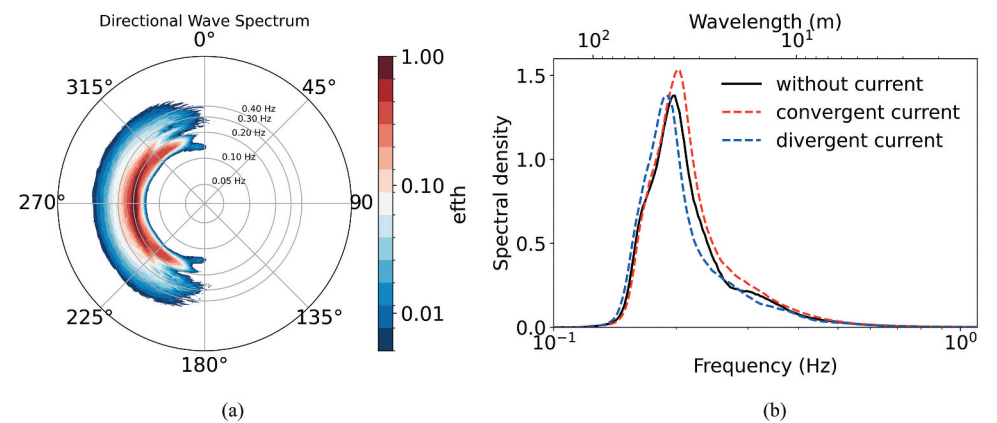 (a)
Directional Wave Spectrum
0°
45°
90
135°
180°
225°
270°
315°
0.40 Hz
0.30 Hz
0.20 Hz
0.10 Hz
0.05 Hz
1.00
0.10
0.01
efth
(b)
Wavelength (m)
10² 10¹
without current
convergent current
divergent current
Spectral density
1.5
1.0
0.5
0.0
10⁻¹ 10⁰
Frequency (Hz)